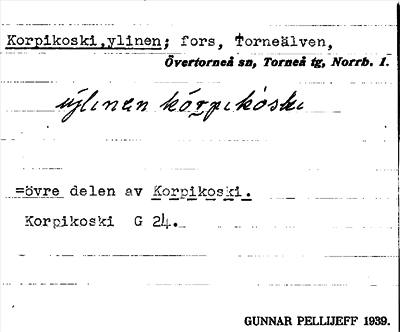 Korpikoski,ylinen; fors, Torneälven,
Övertorneå sn, Torneå tg, Norrb. l.
ylinen kårpikåski
=övre delen av Korpikoski.
Korpikoski G 24.
GUNNAR PELLIJEFF 1939.